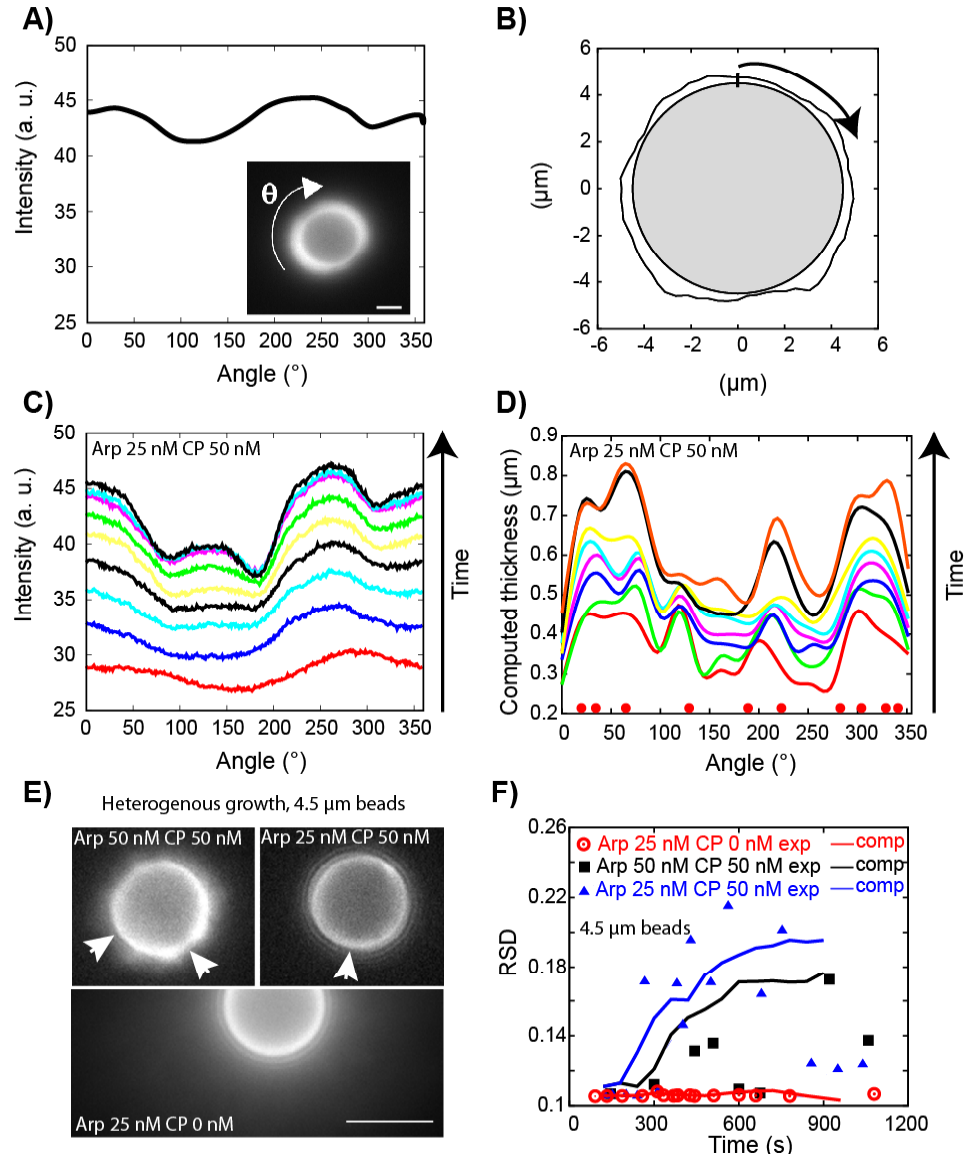 A)
50
45
40
35
30
25
Intensity (a. u.)
θ
0 50 100 150 200 250 300 350
Angle (°)
B)
6
4
2
0
-2
-4
-6
(µm)
-6 -4 -2 0 2 4 6
(µm)
C)
50
45
40
35
30
25
Intensity (a. u.)
Arp 25 nM CP 50 nM
Time
0 50 100 150 200 250 300 350
Angle (°)
D)
0.9
0.8
0.7
0.6
0.5
0.4
0.3
0.2
Computed thickness (µm)
Arp 25 nM CP 50 nM
Time
0 50 100 150 200 250 300 350
Angle (°)
E)
Heterogenous growth, 4.5 µm beads
Arp 50 nM CP 50 nM
Arp 25 nM CP 50 nM
Arp 25 nM CP 0 nM
F)
0.26
0.22
0.18
0.14
0.1
RSD
Arp 25 nM CP 0 nM exp comp
Arp 50 nM CP 50 nM exp comp
Arp 25 nM CP 50 nM exp comp
4.5 µm beads
0 300 600 900 1200
Time (s)